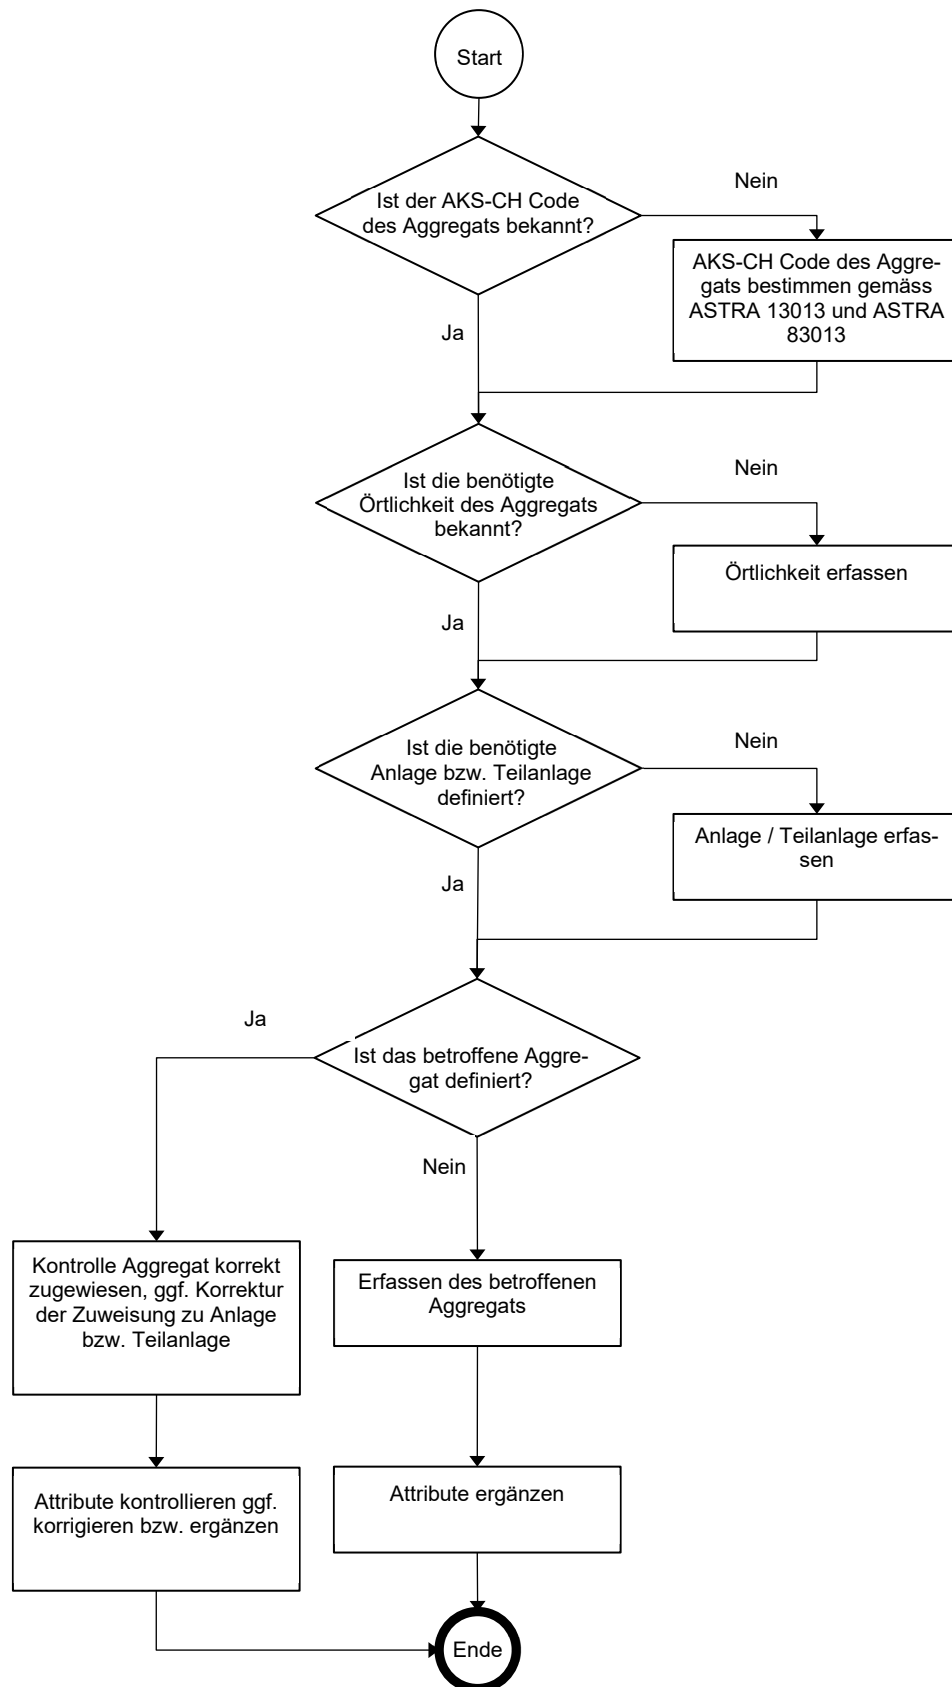 Start
Ist der AKS-CH Code
des Aggregats bekannt?
Nein
AKS-CH Code des Aggre-
gats bestimmen gemäss
ASTRA 13013 und ASTRA
83013
Ja
Ist die benötigte
Örtlichkeit des Aggregats
bekannt?
Nein
Örtlichkeit erfassen
Ja
Ist die benötigte
Anlage bzw. Teilanlage
definiert?
Nein
Anlage / Teilanlage erfas-
sen
Ja
Ist das betroffene Aggre-
gat definiert?
Ja
Nein
Kontrolle Aggregat korrekt
zugewiesen, ggf. Korrektur
der Zuweisung zu Anlage
bzw. Teilanlage
Erfassen des betroffenen
Aggregats
Attribute kontrollieren ggf.
korrigieren bzw. ergänzen
Attribute ergänzen
Ende